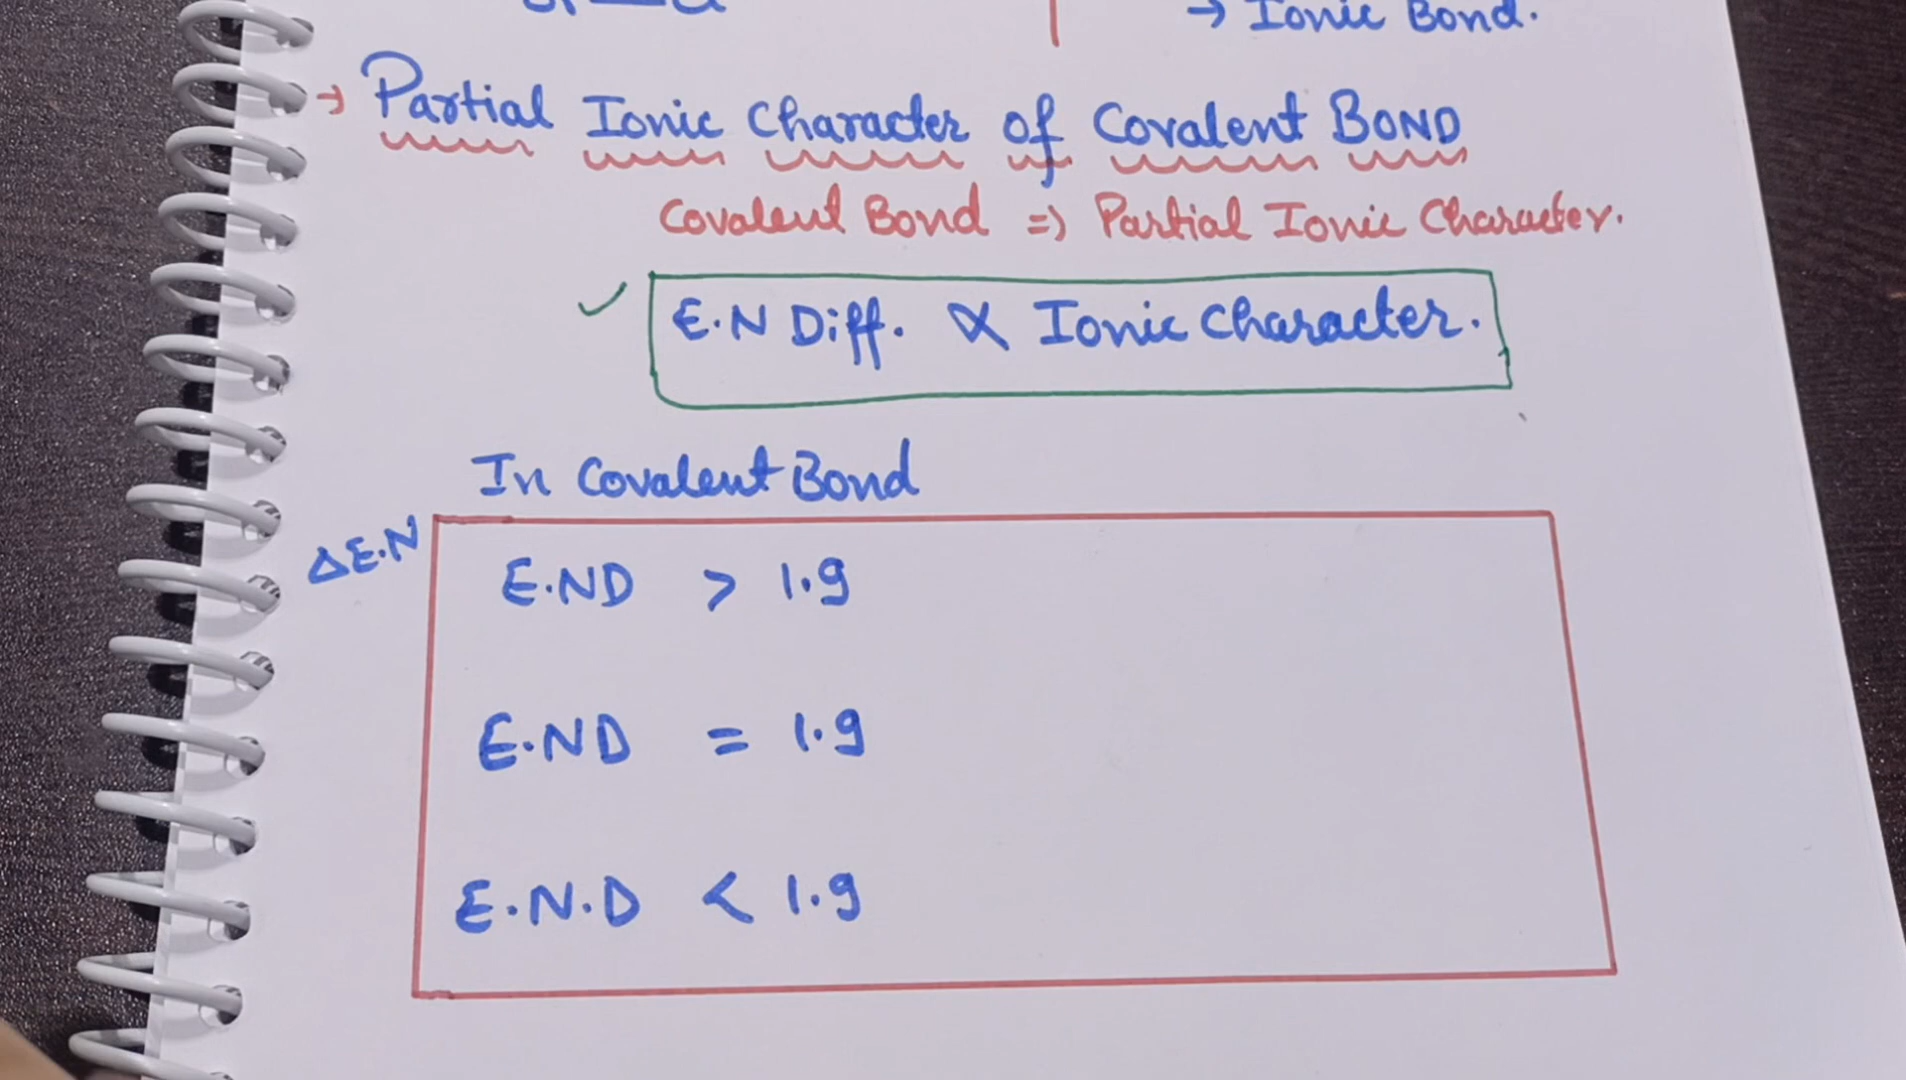 → Ionic Bond.
→ Partial Ionic Character of Covalent BOND
Covalent Bond => Partial Ionic Character.
✓ E.N Diff. ∝ Ionic Character.
In Covalent Bond
ΔE.N
E.ND > 1.9
E.ND = 1.9
E.N.D < 1.9